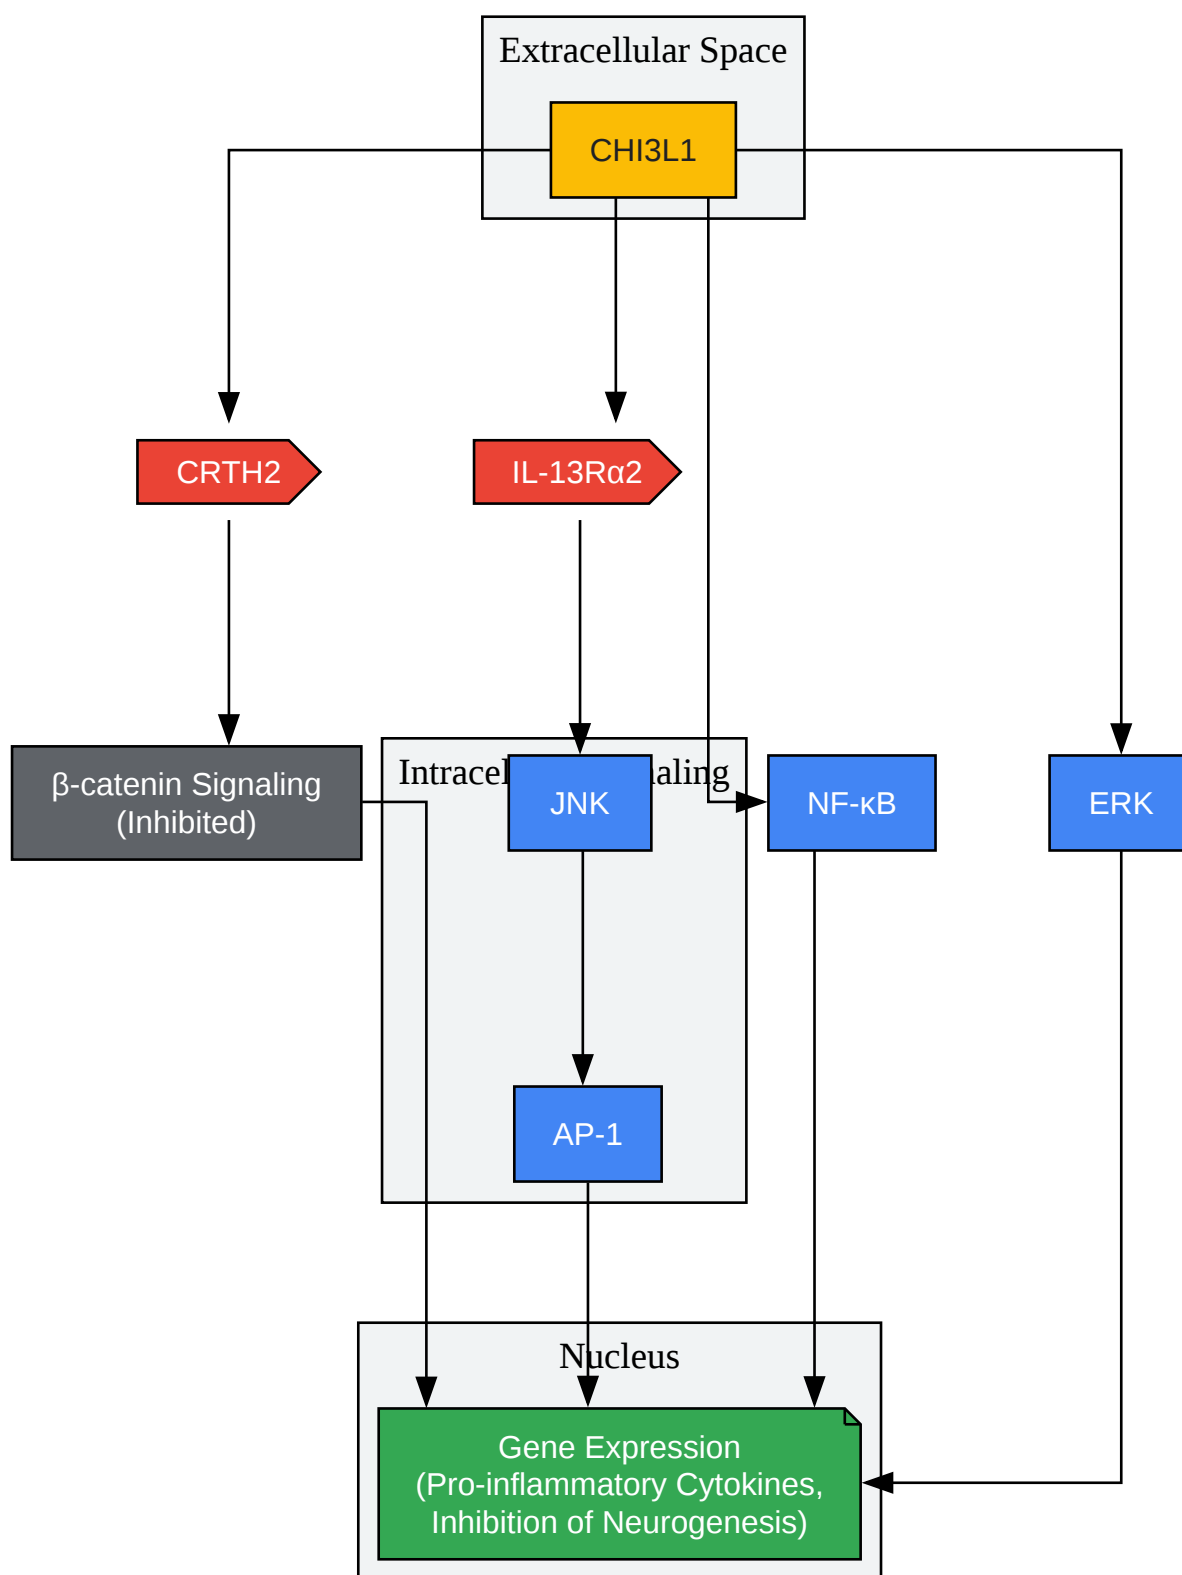 Extracellular Space
CHI3L1
CRTH2
IL-13Rα2
β-catenin Signaling
(Inhibited)
JNK
NF-κB
ERK
AP-1
Nucleus
Gene Expression
(Pro-inflammatory Cytokines,
Inhibition of Neurogenesis)